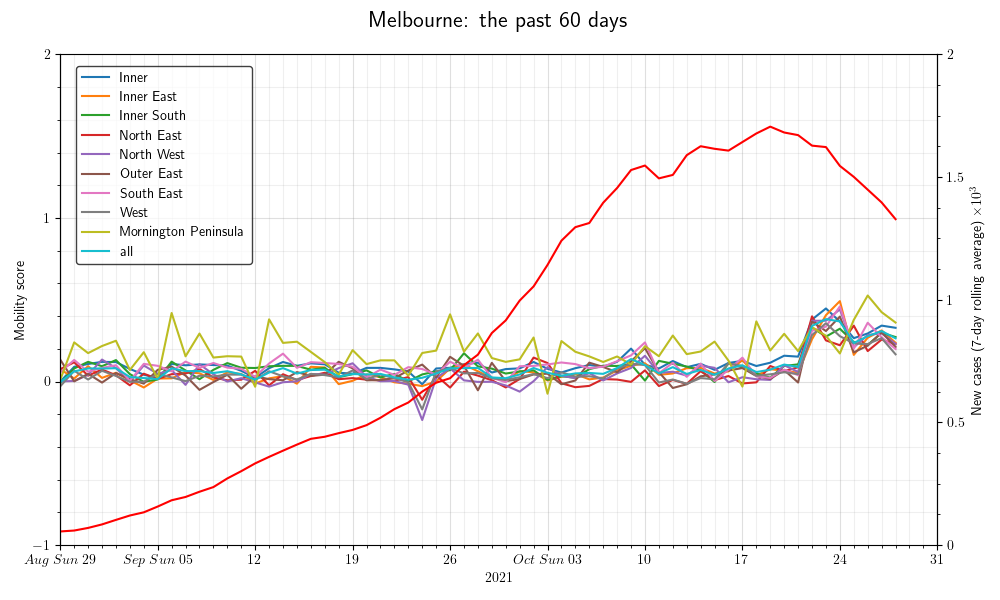 Melbourne: the past 60 days
Inner
Inner East
Inner South
North East
North West
Outer East
South East
West
Mornington Peninsula
all
2
1
0
−1
Mobility score
2
1.5
1
0.5
0
New cases (7-day rolling average) ×10³
Aug Sun 29 Sep Sun 05 12 19 26 Oct Sun 03 10 17 24 31
2021